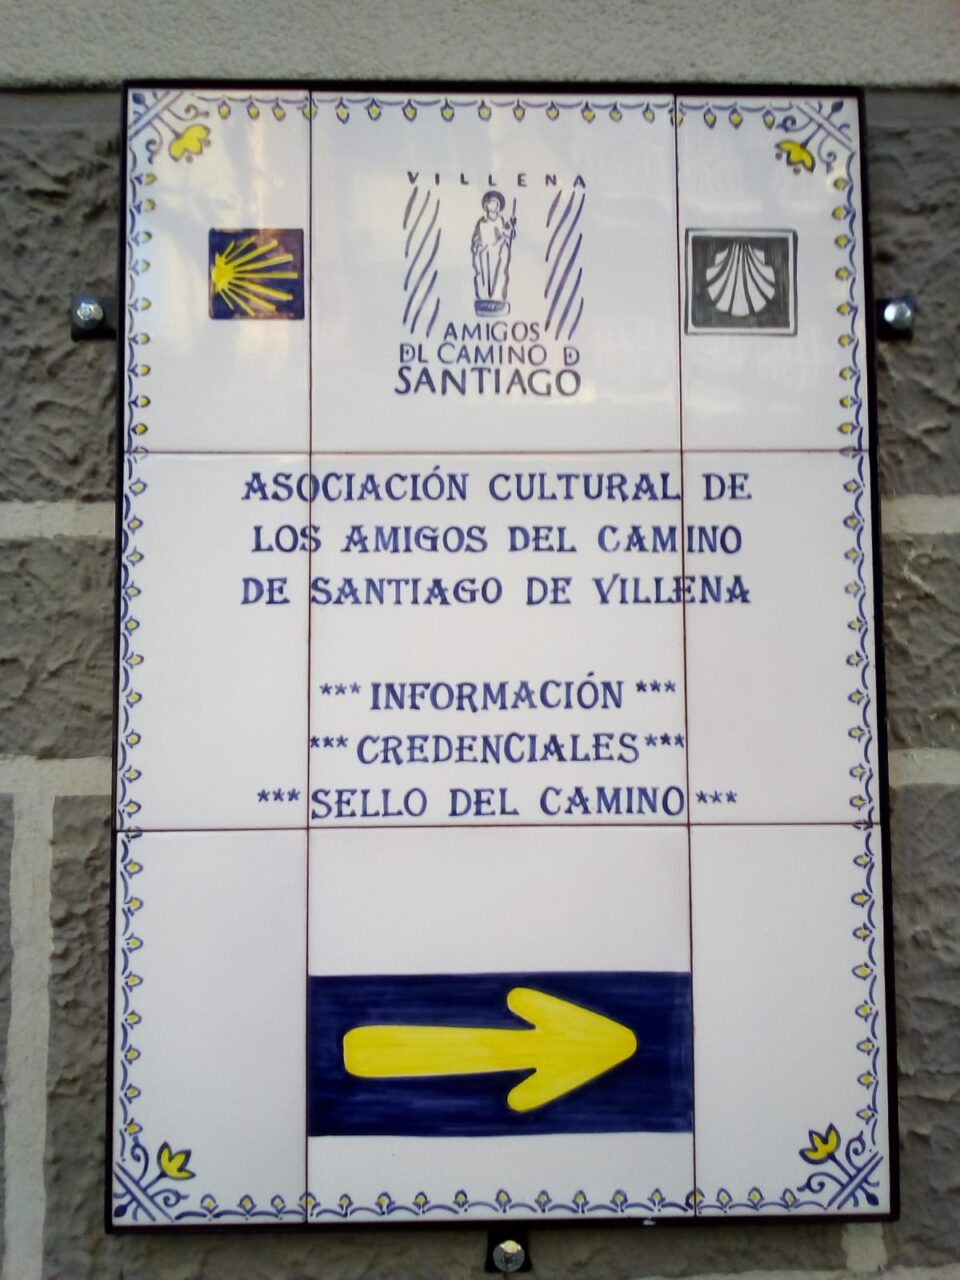 VILLENA
AMIGOS
DL CAMINO D
SANTIAGO
ASOCIACIÓN CULTURAL DE
LOS AMIGOS DEL CAMINO
DE SANTIAGO DE VILLENA
*** INFORMACIÓN ***
*** CREDENCIALES ***
*** SELLO DEL CAMINO ***